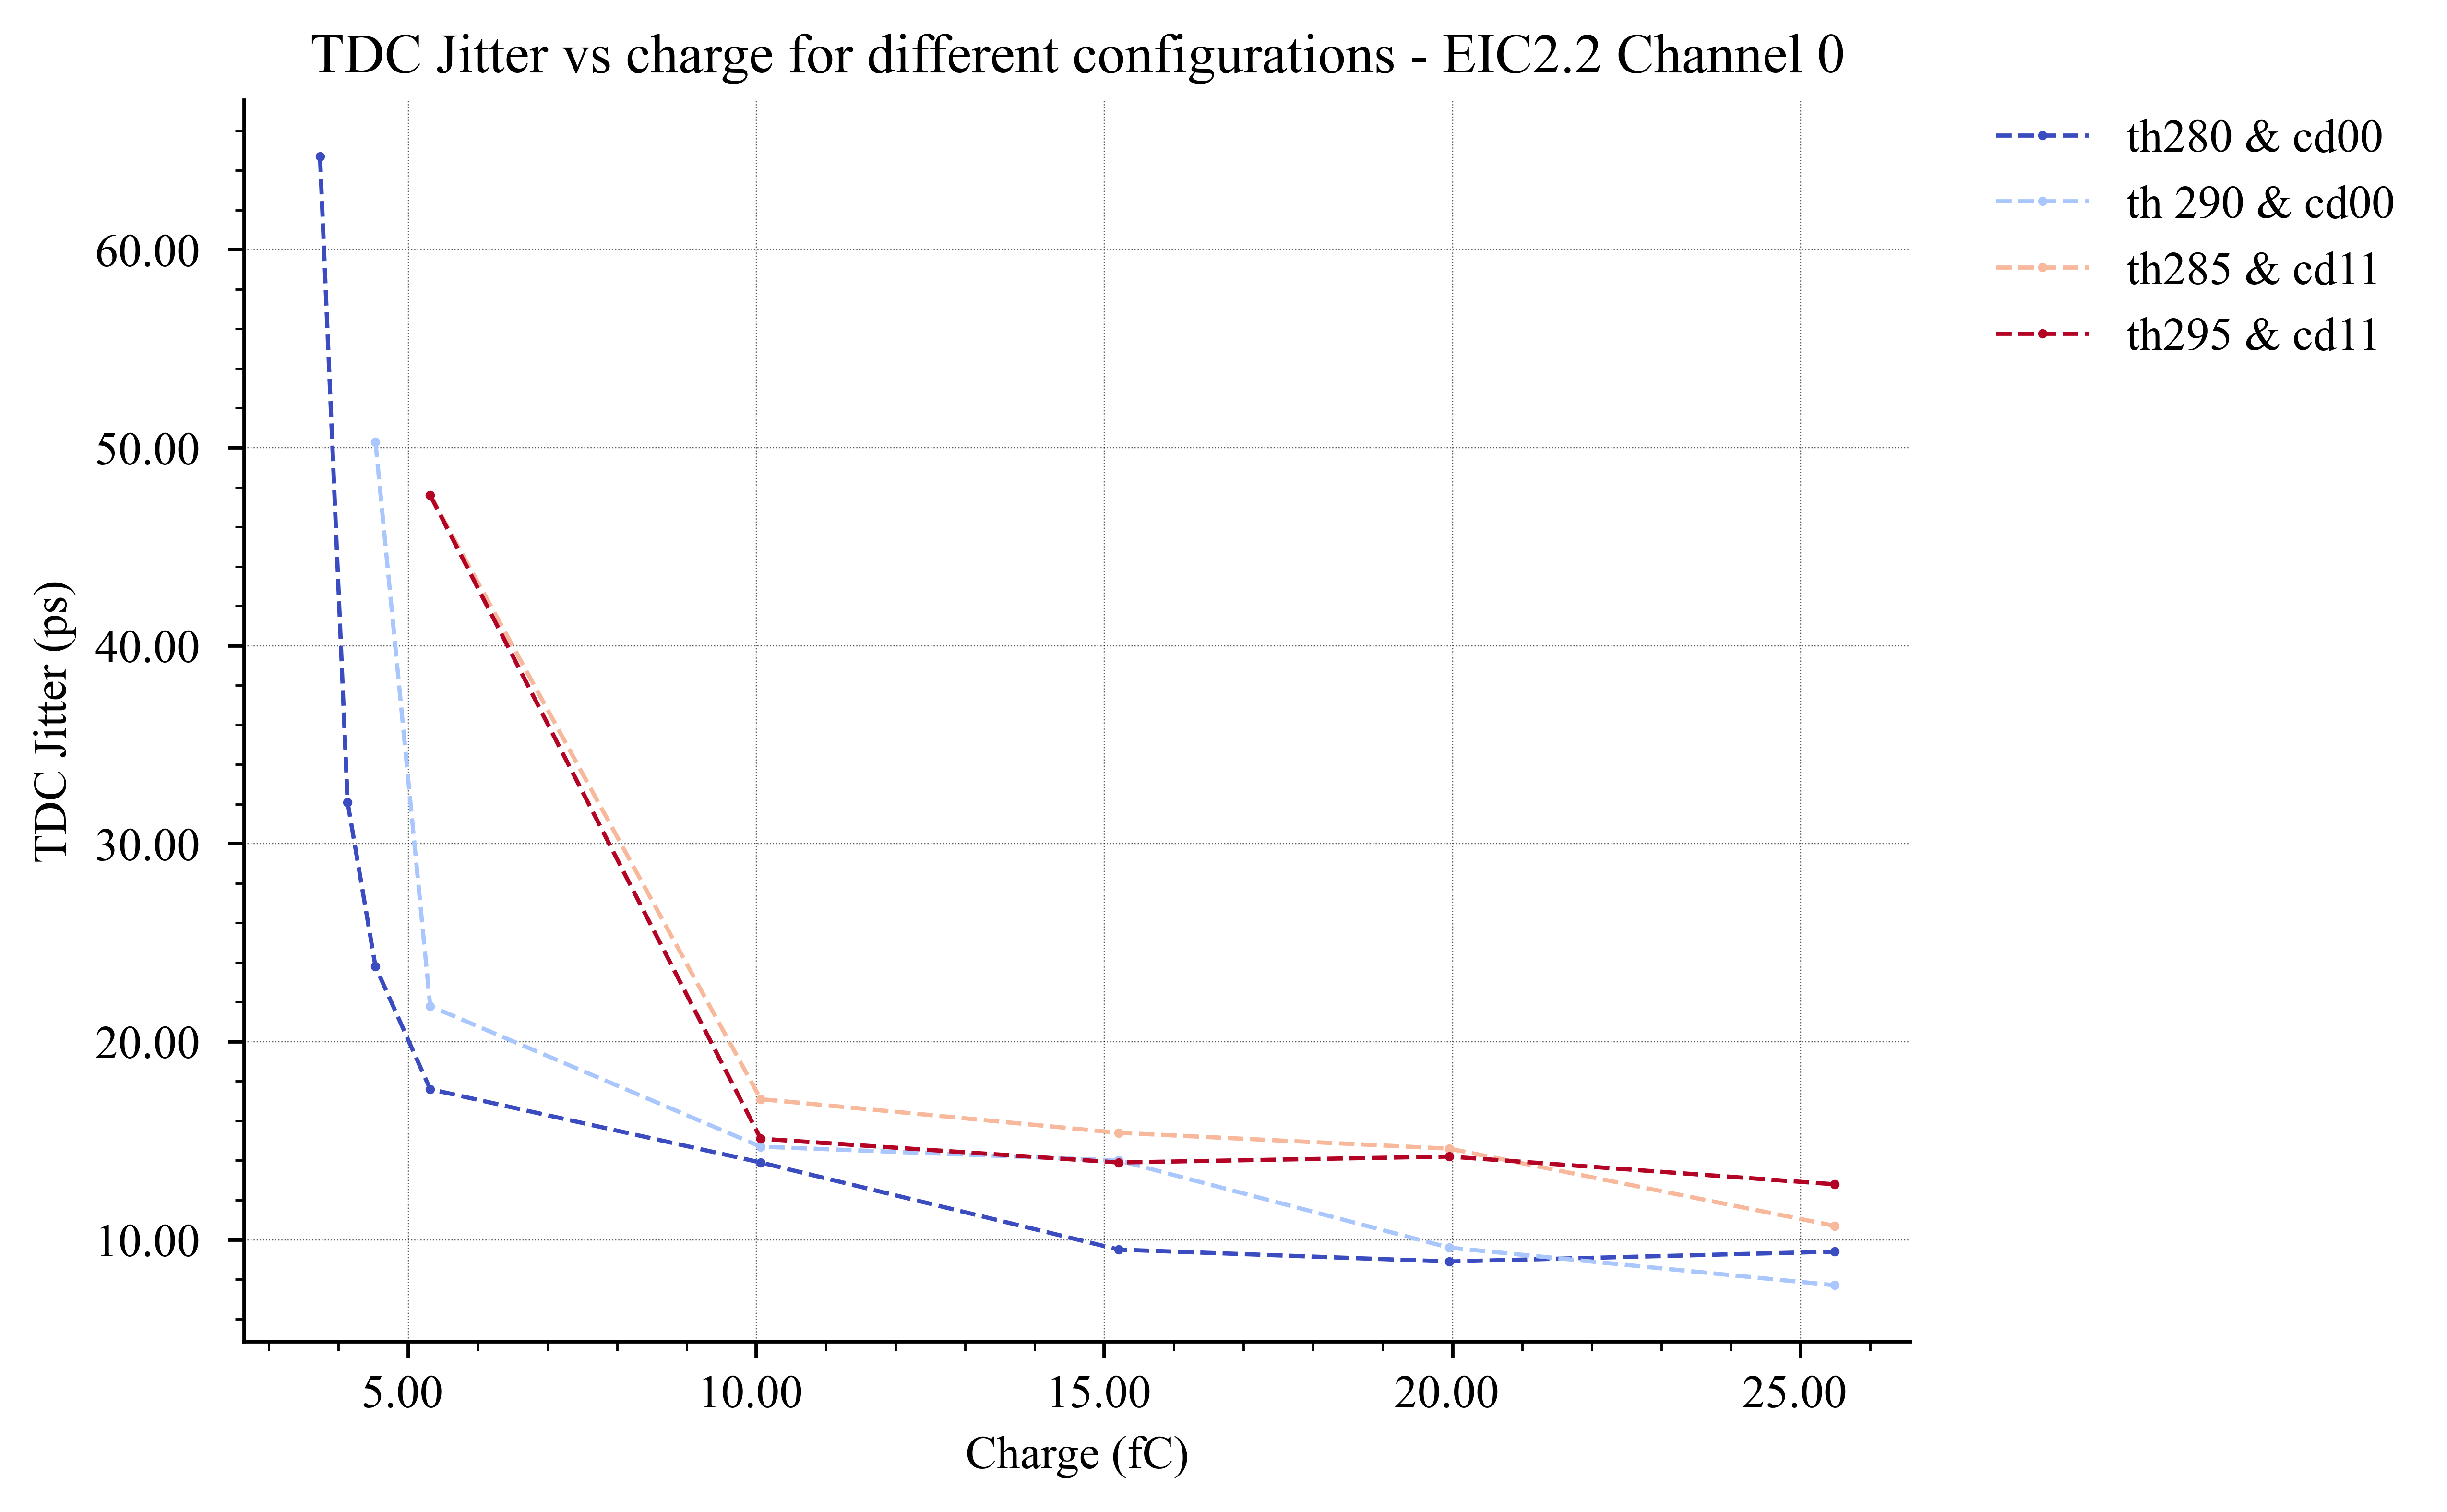 TDC Jitter vs charge for different configurations - EIC2.2 Channel 0
th280 & cd00
th 290 & cd00
th285 & cd11
th295 & cd11
TDC Jitter (ps)
60.00
50.00
40.00
30.00
20.00
10.00
5.00 10.00 15.00 20.00 25.00
Charge (fC)